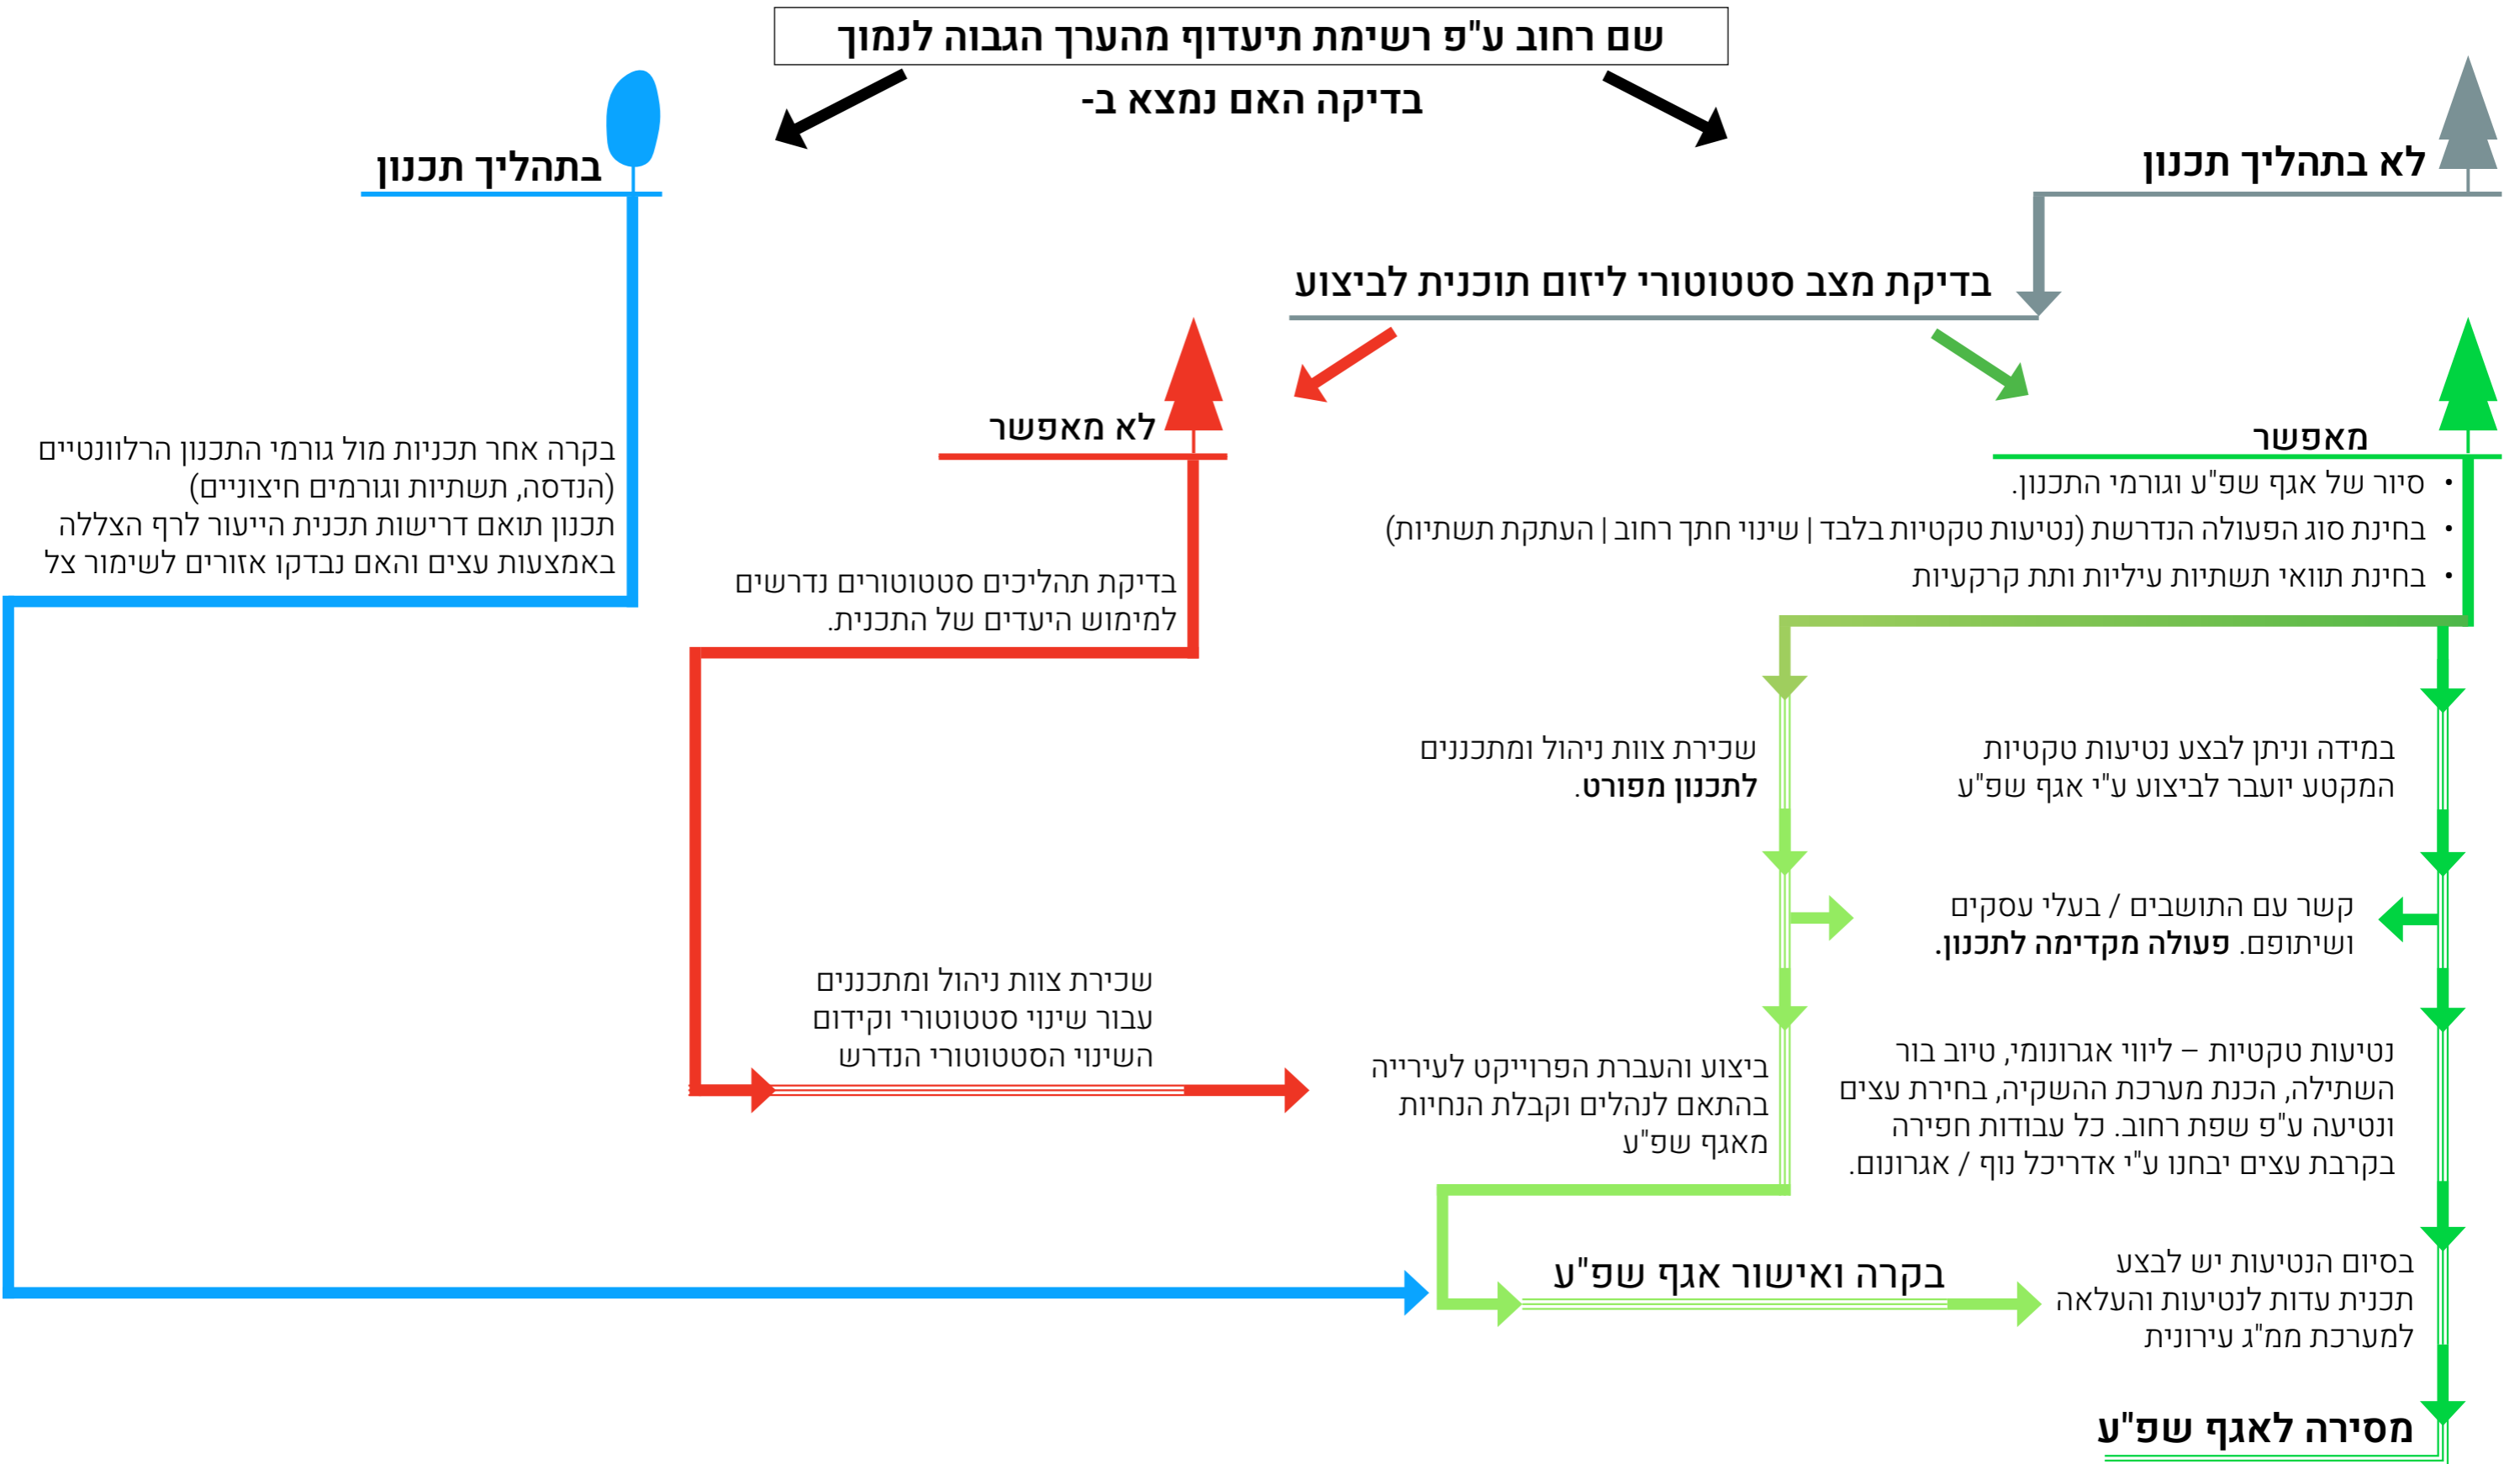 שם רחוב ע"פ רשימת תיעדוף מהערך הגבוה לנמוך
בדיקה האם נמצא ב-
לא בתהליך תכנון
בתהליך תכנון
בדיקת מצב סטטוטורי ליזום תוכנית לביצוע
מאפשר
• סיור של אגף שפ"ע וגורמי התכנון.
• בחינת סוג הפעולה הנדרשת (נטיעות טקטיות בלבד | שינוי חתך רחוב | העתקת תשתיות)
• בחינת תוואי תשתיות עיליות ותת קרקעיות
לא מאפשר
בדיקת תהליכים סטטוטורים נדרשים
למימוש היעדים של התכנית.
בקרה אחר תכניות מול גורמי התכנון הרלוונטיים
(הנדסה, תשתיות וגורמים חיצוניים)
תכנון תואם דרישות תכנית הייעור לרף הצללה
באמצעות עצים והאם נבדקו אזורים לשימור צל
במידה וניתן לבצע נטיעות טקטיות
המקטע יועבר לביצוע ע"י אגף שפ"ע
שכירת צוות ניהול ומתכננים
לתכנון מפורט.
קשר עם התושבים / בעלי עסקים
ושיתופם. פעולה מקדימה לתכנון.
שכירת צוות ניהול ומתכננים
עבור שינוי סטטוטורי וקידום
השינוי הסטטוטורי הנדרש
נטיעות טקטיות – ליווי אגרונומי, טיוב בור
השתילה, הכנת מערכת ההשקיה, בחירת עצים
ונטיעה ע"פ שפת רחוב. כל עבודות חפירה
בקרבת עצים יבחנו ע"י אדריכל נוף / אגרונום.
ביצוע והעברת הפרוייקט לעירייה
בהתאם לנהלים וקבלת הנחיות
מאגף שפ"ע
בקרה ואישור אגף שפ"ע
בסיום הנטיעות יש לבצע
תכנית עדות לנטיעות והעלאה
למערכת ממ"ג עירונית
מסירה לאגף שפ"ע